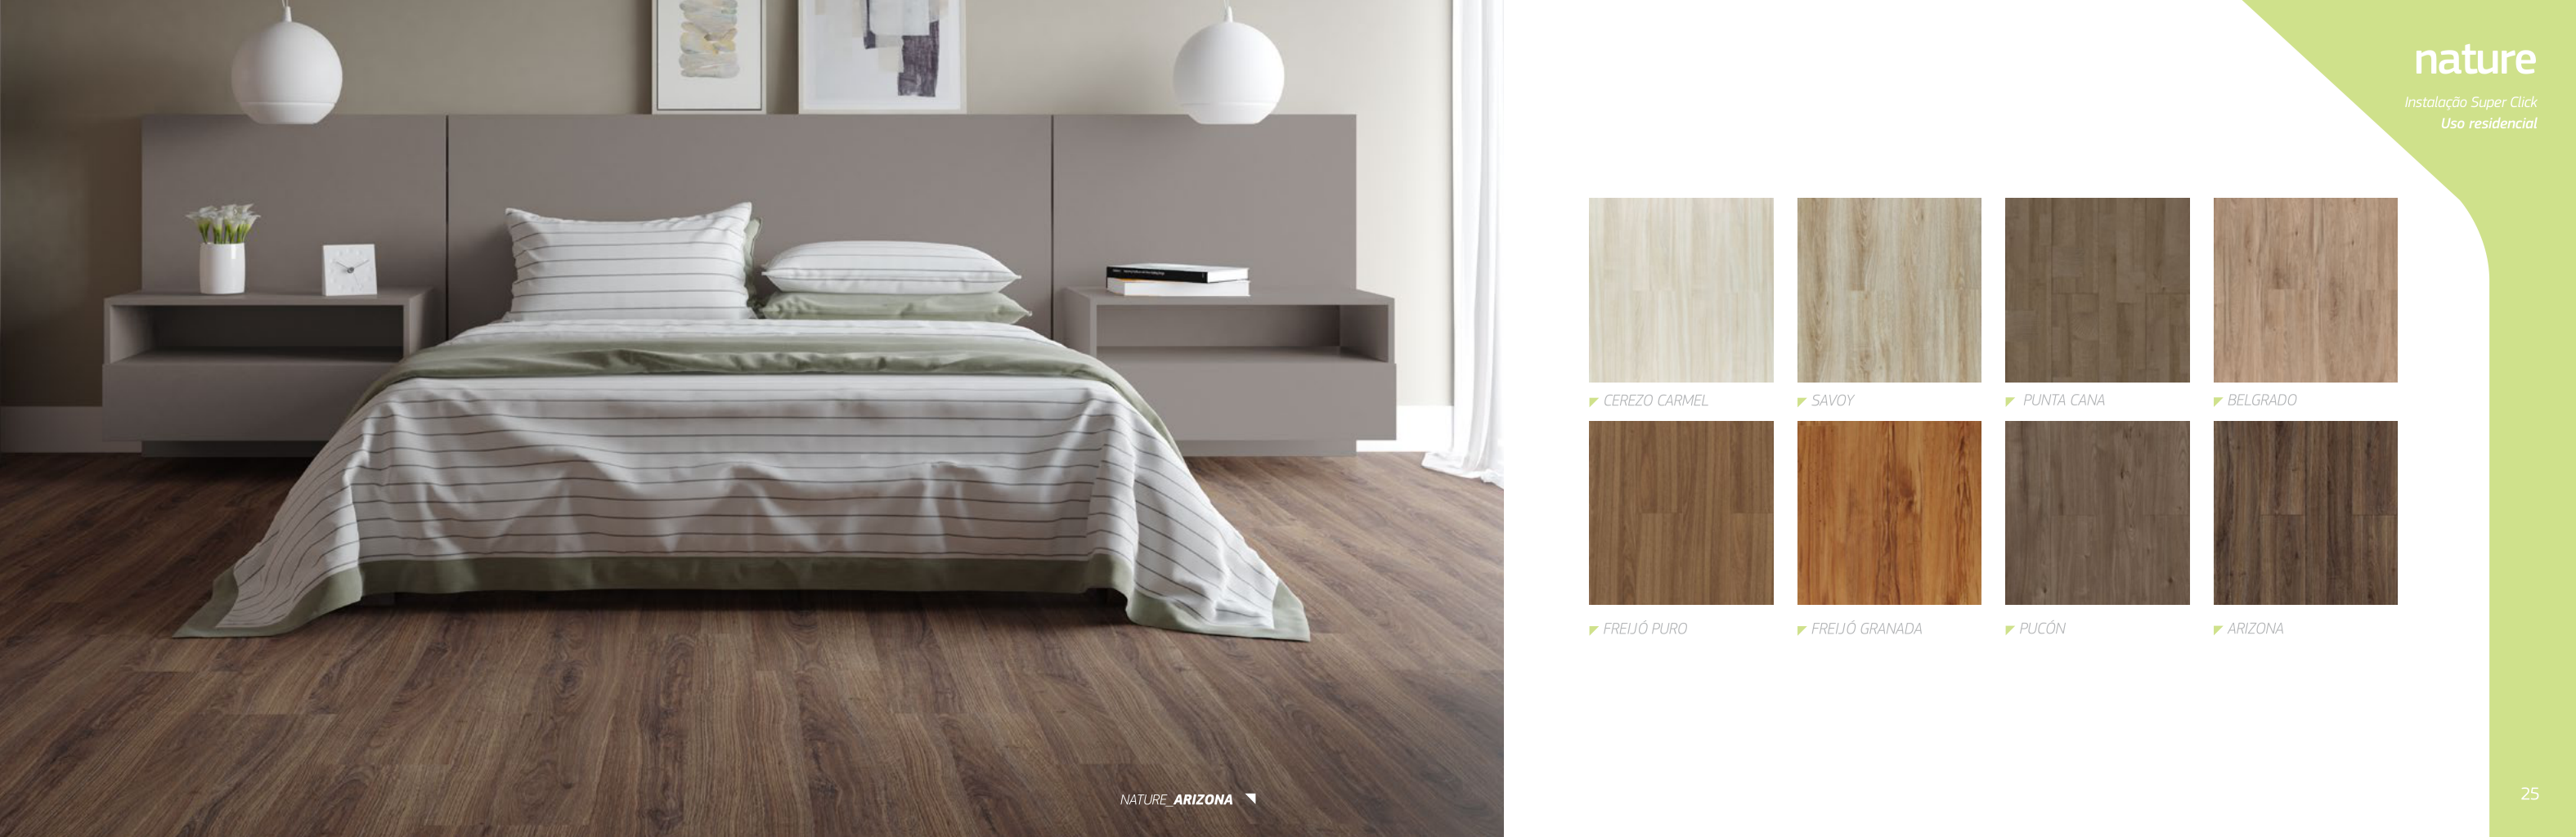 NATURE_ARIZONA
nature
Instalação Super Click
Uso residencial
CEREZO CARMEL
SAVOY
PUNTA CANA
BELGRADO
FREIJÓ PURO
FREIJÓ GRANADA
PUCÓN
ARIZONA
25